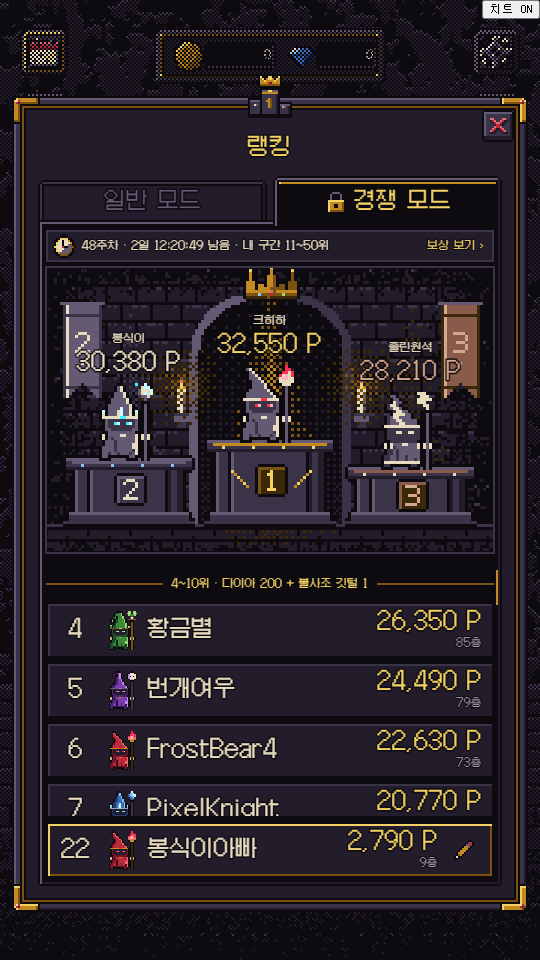 치트 ON
0 0
1
랭킹
일반 모드
경쟁 모드
48주차 · 2일 12:20:49 남음 · 내 구간 11~50위
보상 보기 ›
크히하
32,550 P
2
봉식이
30,380 P
3
졸린원석
28,210 P
2
1
3
4~10위 · 다이아 200 + 불사조 깃털 1
4 황금별 26,350 P
85층
5 번개여우 24,490 P
79층
6 FrostBear4 22,630 P
73층
7 PixelKnight. 20,770 P
22 봉식이아빠 2,790 P
9층